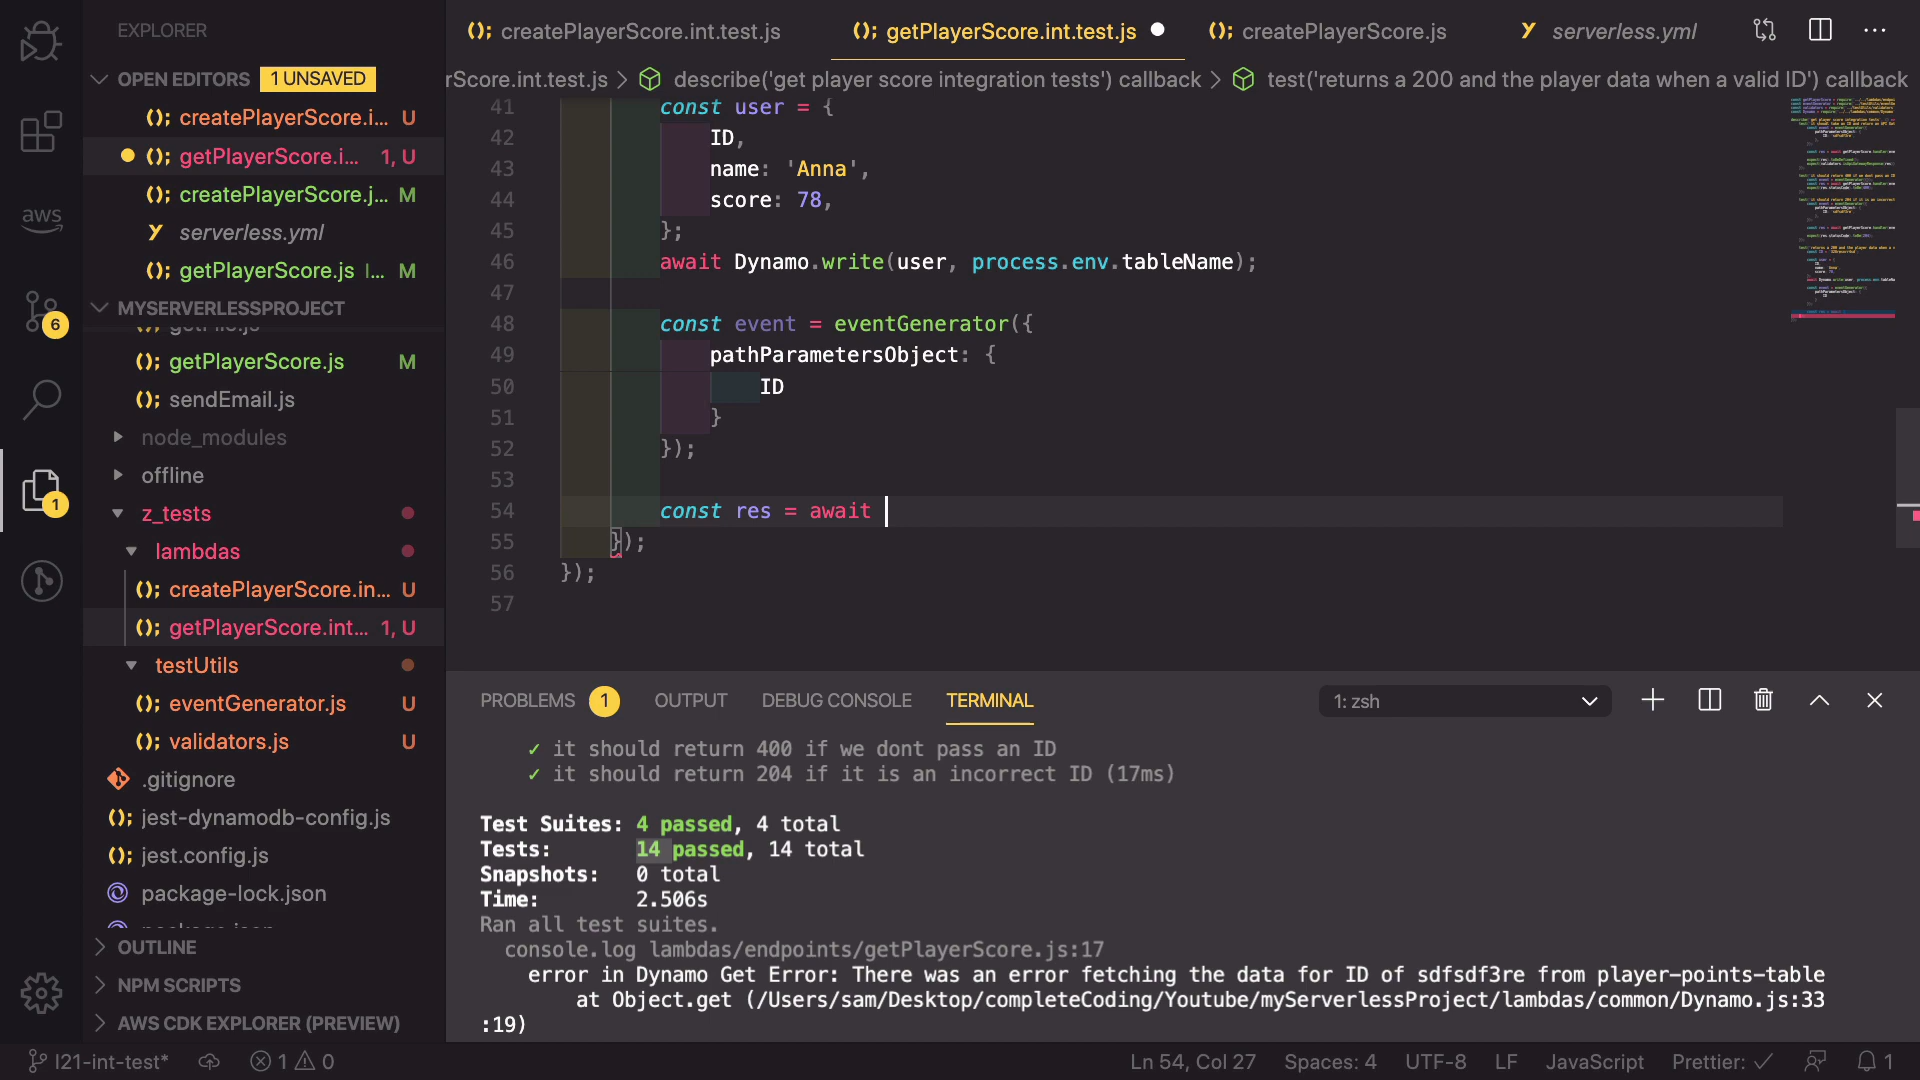 EXPLORER
OPEN EDITORS 1 UNSAVED
createPlayerScore.i... U
getPlayerScore.i... 1, U
createPlayerScore.j... M
serverless.yml
getPlayerScore.js l... M
MYSERVERLESSPROJECT
getPlayerScore.js M
sendEmail.js
node_modules
offline
z_tests
lambdas
createPlayerScore.in... U
getPlayerScore.int... 1, U
testUtils
eventGenerator.js U
validators.js U
.gitignore
jest-dynamodb-config.js
jest.config.js
package-lock.json
OUTLINE
NPM SCRIPTS
AWS CDK EXPLORER (PREVIEW)
aws
6
1
createPlayerScore.int.test.js getPlayerScore.int.test.js createPlayerScore.js serverless.yml
rScore.int.test.js > describe('get player score integration tests') callback > test('returns a 200 and the player data when a valid ID') callback
41 const user = {
42 ID,
43 name: 'Anna',
44 score: 78,
45 };
46 await Dynamo.write(user, process.env.tableName);
47
48 const event = eventGenerator({
49 pathParametersObject: {
50 ID
51 }
52 });
53
54 const res = await
55 });
56 });
57
PROBLEMS 1 OUTPUT DEBUG CONSOLE TERMINAL 1: zsh
✓ it should return 400 if we dont pass an ID
✓ it should return 204 if it is an incorrect ID (17ms)
Test Suites: 4 passed, 4 total
Tests: 14 passed, 14 total
Snapshots: 0 total
Time: 2.506s
Ran all test suites.
console.log lambdas/endpoints/getPlayerScore.js:17
error in Dynamo Get Error: There was an error fetching the data for ID of sdfsdf3re from player-points-table
at Object.get (/Users/sam/Desktop/completeCoding/Youtube/myServerlessProject/lambdas/common/Dynamo.js:33
:19)
l21-int-test* 1 0 Ln 54, Col 27 Spaces: 4 UTF-8 LF JavaScript Prettier: ✓ 1